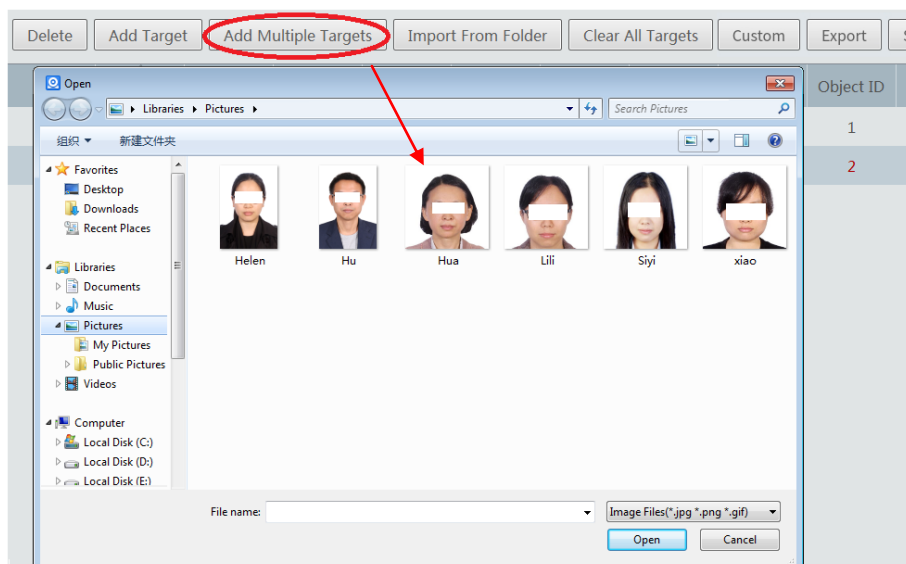 Delete Add Target Add Multiple Targets Import From Folder Clear All Targets Custom Export
Open
Libraries Pictures Search Pictures
Object ID
组织 新建文件夹
1
2
Favorites
Desktop
Downloads
Recent Places
Libraries
Documents
Music
Pictures
My Pictures
Public Pictures
Videos
Computer
Local Disk (C:)
Local Disk (D:)
Local Disk (E:)
Helen Hu Hua Lili Siyi xiao
File name: Image Files(*.jpg *.png *.gif)
Open Cancel